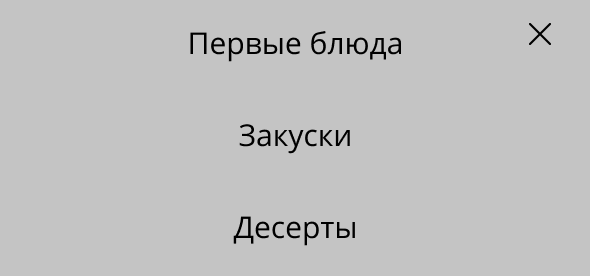 Первые блюда
Закуски
Десерты